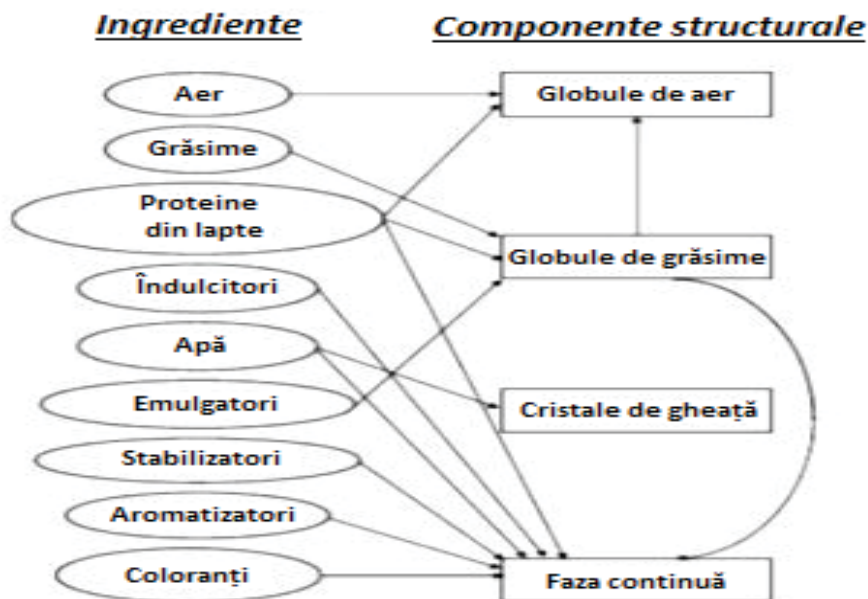 Ingrediente
Componente structurale
Aer
Globule de aer
Grăsime
Proteine
din lapte
Globule de grăsime
Îndulcitori
Apă
Emulgatori
Cristale de gheață
Stabilizatori
Aromatizatori
Coloranți
Faza continuă